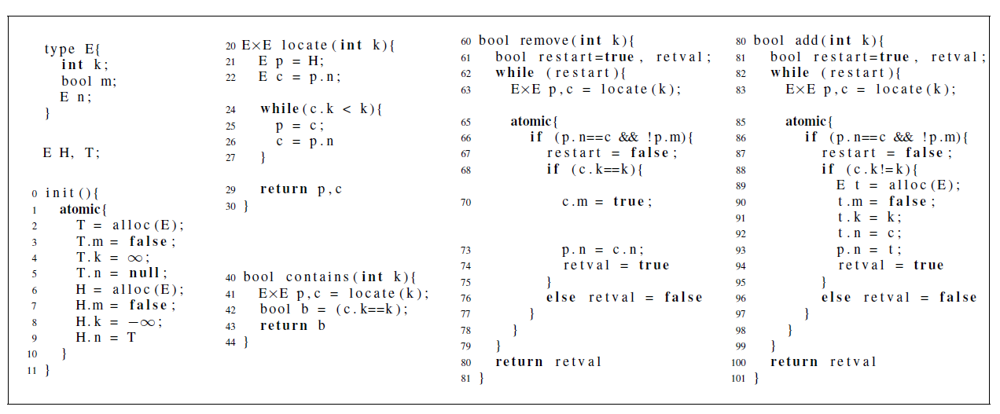 type E{
int k;
bool m;
E n;
}
E H, T;
0 init(){
1 atomic{
2 T = alloc(E);
3 T.m = false;
4 T.k = ∞;
5 T.n = null;
6 H = alloc(E);
7 H.m = false;
8 H.k = −∞;
9 H.n = T
10 }
11 }
20 E×E locate(int k){
21 E p = H;
22 E c = p.n;
24 while(c.k < k){
25 p = c;
26 c = p.n
27 }
29 return p,c
30 }
40 bool contains(int k){
41 E×E p,c = locate(k);
42 bool b = (c.k==k);
43 return b
44 }
60 bool remove(int k){
61 bool restart=true, retval;
62 while (restart){
63 E×E p,c = locate(k);
65 atomic{
66 if (p.n==c && !p.m){
67 restart = false;
68 if (c.k==k){
70 c.m = true;
73 p.n = c.n;
74 retval = true
75 }
76 else retval = false
77 }
78 }
79 }
80 return retval
81 }
80 bool add(int k){
81 bool restart=true, retval;
82 while (restart){
83 E×E p,c = locate(k);
85 atomic{
86 if (p.n==c && !p.m){
87 restart = false;
88 if (c.k!=k){
89 E t = alloc(E);
90 t.m = false;
91 t.k = k;
92 t.n = c;
93 p.n = t;
94 retval = true
95 }
96 else retval = false
97 }
98 }
99 }
100 return retval
101 }